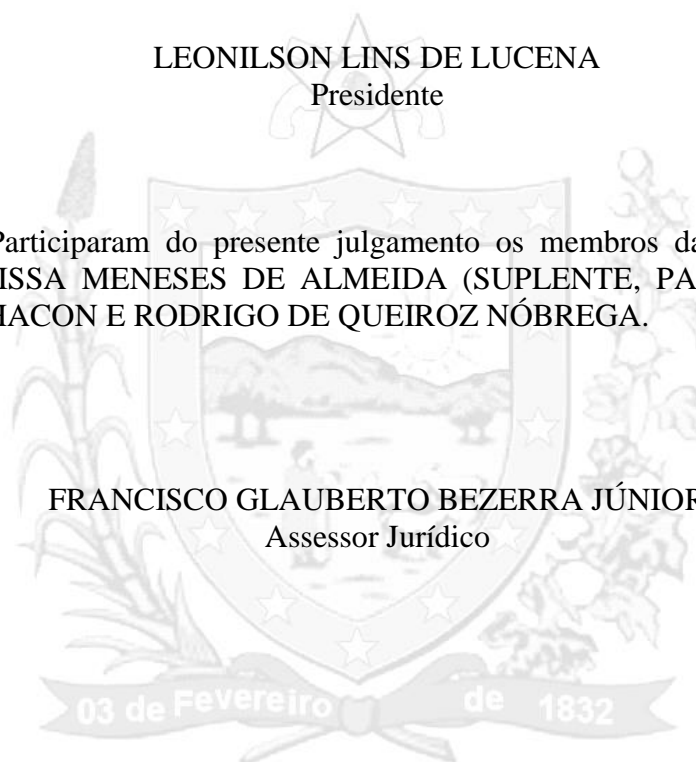 LEONILSON LINS DE LUCENA
Presidente
Participaram do presente julgamento os membros da
ISSA MENESES DE ALMEIDA (SUPLENTE, PA
HACON E RODRIGO DE QUEIROZ NÓBREGA.
FRANCISCO GLAUBERTO BEZERRA JÚNIOR
Assessor Jurídico
03 de Fevereiro de 1832